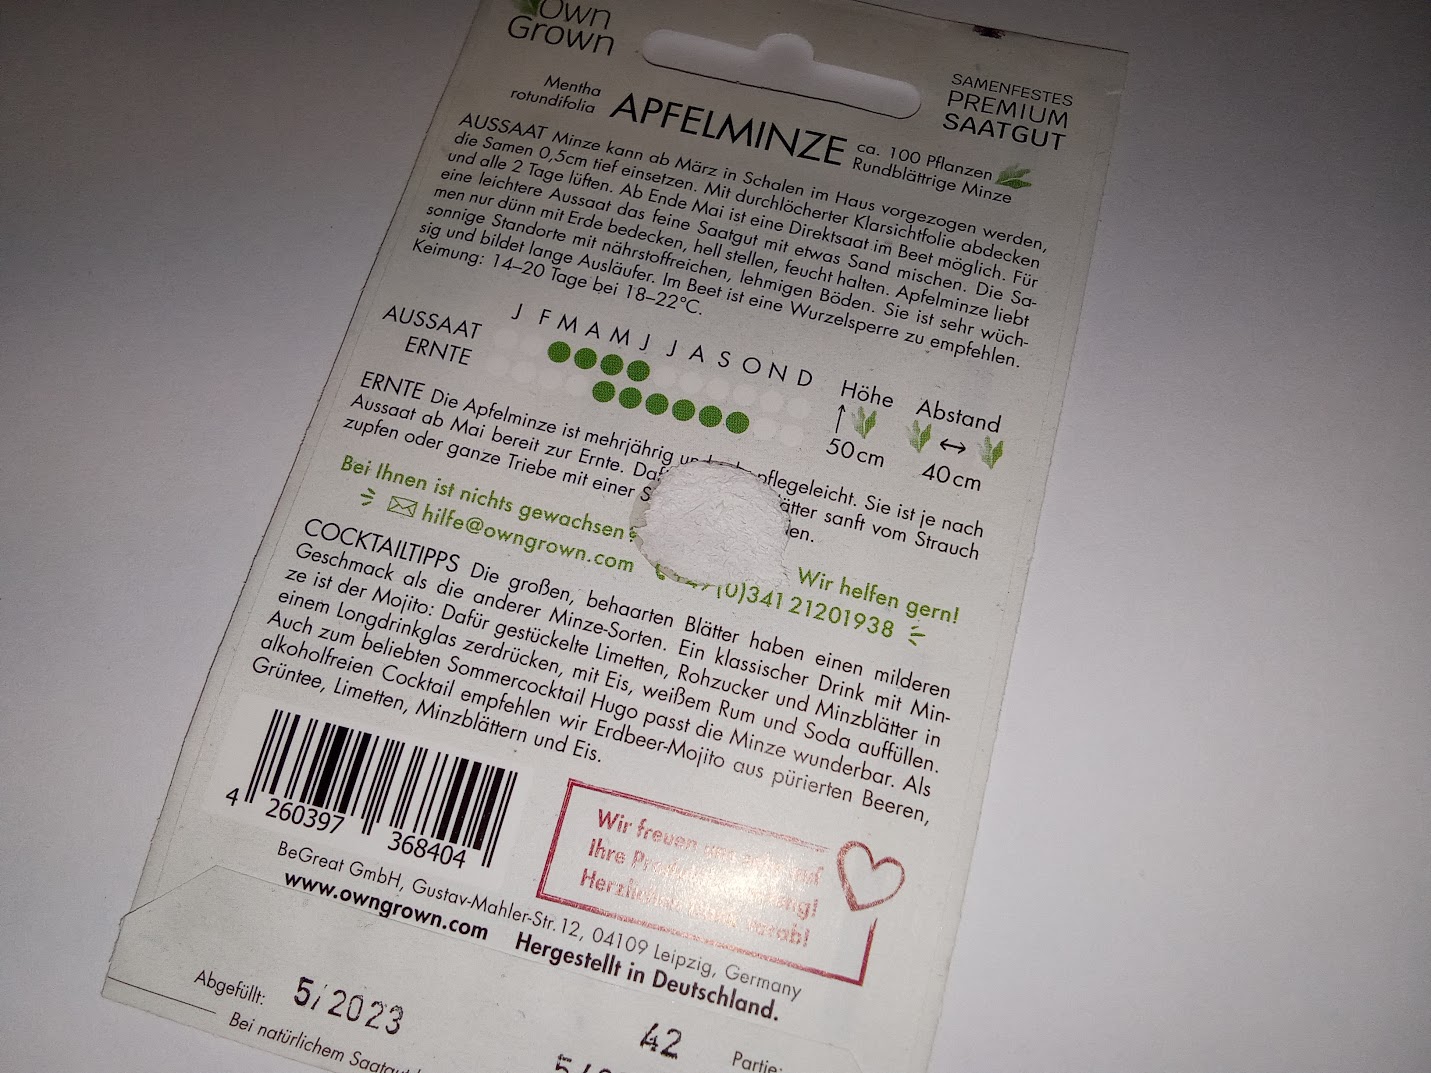 Own
Grown
SAMENFESTES
PREMIUM
SAATGUT
Mentha
rotundifolia
APFELMINZE
ca. 100 Pflanzen
Rundblättrige Minze
AUSSAAT Minze kann ab März in Schalen im Haus vorgezogen werden,
die Samen 0,5cm tief einsetzen. Mit durchlöcherter Klarsichtfolie abdecken
und alle 2 Tage lüften. Ab Ende Mai ist eine Direktsaat im Beet möglich. Für
eine leichtere Aussaat das feine Saatgut mit etwas Sand mischen. Die Sa-
men nur dünn mit Erde bedecken, hell stellen, feucht halten. Apfelminze liebt
sonnige Standorte mit nährstoffreichen, lehmigen Böden. Sie ist sehr wüch-
sig und bildet lange Ausläufer. Im Beet ist eine Wurzelsperre zu empfehlen.
Keimung: 14–20 Tage bei 18–22°C.
J F M A M J J A S O N D
AUSSAAT
ERNTE
Höhe
50cm
Abstand
40cm
ERNTE Die Apfelminze ist mehrjährig pflegeleicht. Sie ist je nach
Aussaat ab Mai bereit zur Ernte. sanft vom Strauch
zupfen oder ganze Triebe mit einer
Bei Ihnen ist nichts gewachsen? Wir helfen gern!
hilfe@owngrown.com (0)341 21201938
COCKTAILTIPPS Die großen, behaarten Blätter haben einen milderen
Geschmack als die anderer Minze-Sorten. Ein klassischer Drink mit Min-
ze ist der Mojito: Dafür gestückelte Limetten, Rohzucker und Minzblätter in
einem Longdrinkglas zerdrücken, mit Eis, weißem Rum und Soda auffüllen.
Auch zum beliebten Sommercocktail Hugo passt die Minze wunderbar. Als
alkoholfreien Cocktail empfehlen wir Erdbeer-Mojito aus pürierten Beeren,
Grüntee, Limetten, Minzblättern und Eis.
4 260397 368404
Wir freuen auf
Ihre
Herzlichen vorab!
BeGreat GmbH, Gustav-Mahler-Str. 12, 04109 Leipzig, Germany
www.owngrown.com Hergestellt in Deutschland.
Abgefüllt: 5/2023
42 Partie:
Bei natürlichem